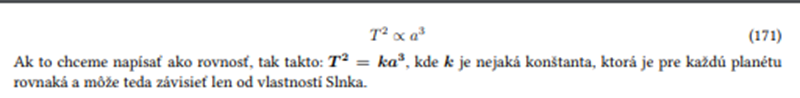 T² ∝ a³ (171)
Ak to chceme napísať ako rovnosť, tak takto: T² = ka³, kde k je nejaká konštanta, ktorá je pre každú planétu
rovnaká a môže teda závisieť len od vlastností Slnka.